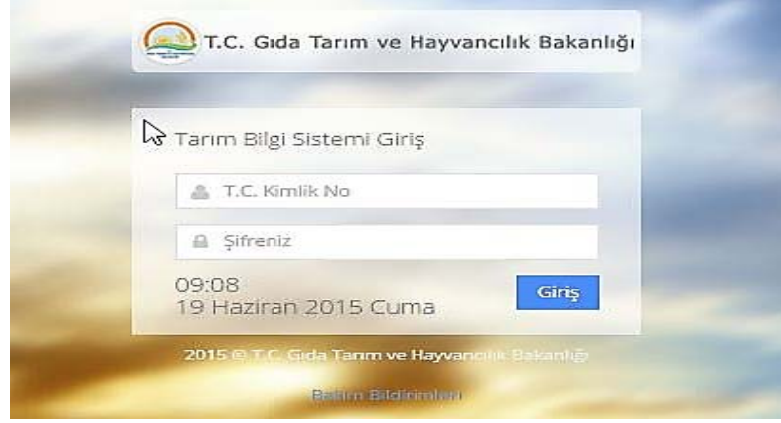 T.C. Gıda Tarım ve Hayvancılık Bakanlığı
Tarım Bilgi Sistemi Giriş
T.C. Kimlik No
Şifreniz
09:08
Giriş
19 Haziran 2015 Cuma
2015 © T.C. Gıda Tarım ve Hayvancılık Bakanlığı
Bildirimleri